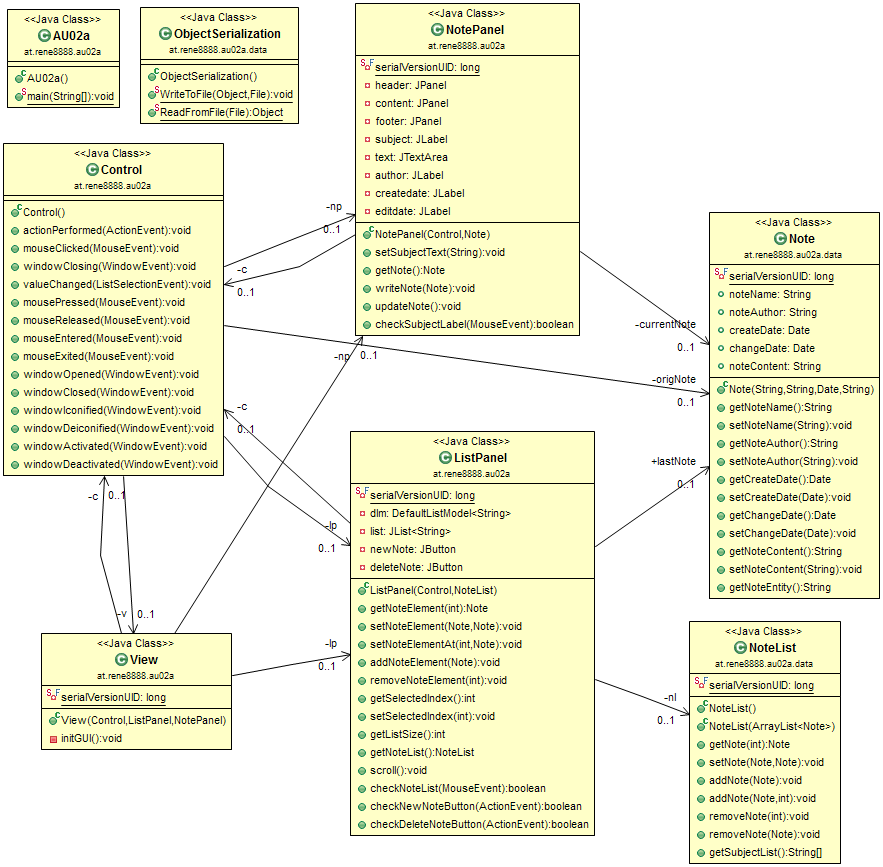 <<Java Class>>
AU02a
at.rene8888.au02a
AU02a()
main(String[]):void
<<Java Class>>
ObjectSerialization
at.rene8888.au02a.data
ObjectSerialization()
WriteToFile(Object,File):void
ReadFromFile(File):Object
<<Java Class>>
NotePanel
at.rene8888.au02a
serialVersionUID: long
header: JPanel
content: JPanel
footer: JPanel
subject: JLabel
text: JTextArea
author: JLabel
createdate: JLabel
editdate: JLabel
NotePanel(Control,Note)
setSubjectText(String):void
getNote():Note
writeNote(Note):void
updateNote():void
checkSubjectLabel(MouseEvent):boolean
<<Java Class>>
Control
at.rene8888.au02a
Control()
actionPerformed(ActionEvent):void
mouseClicked(MouseEvent):void
windowClosing(WindowEvent):void
valueChanged(ListSelectionEvent):void
mousePressed(MouseEvent):void
mouseReleased(MouseEvent):void
mouseEntered(MouseEvent):void
mouseExited(MouseEvent):void
windowOpened(WindowEvent):void
windowClosed(WindowEvent):void
windowIconified(WindowEvent):void
windowDeiconified(WindowEvent):void
windowActivated(WindowEvent):void
windowDeactivated(WindowEvent):void
-np
0..1
-c
0..1
<<Java Class>>
Note
at.rene8888.au02a.data
serialVersionUID: long
noteName: String
noteAuthor: String
createDate: Date
changeDate: Date
noteContent: String
Note(String,String,Date,String)
getNoteName():String
setNoteName(String):void
getNoteAuthor():String
setNoteAuthor(String):void
getCreateDate():Date
setCreateDate(Date):void
getChangeDate():Date
setChangeDate(Date):void
getNoteContent():String
setNoteContent(String):void
getNoteEntity():String
-currentNote
0..1
-np
0..1
-origNote
0..1
-c
0..1
+lastNote
0..1
-lp
0..1
<<Java Class>>
ListPanel
at.rene8888.au02a
serialVersionUID: long
dlm: DefaultListModel<String>
list: JList<String>
newNote: JButton
deleteNote: JButton
ListPanel(Control,NoteList)
getNoteElement(int):Note
setNoteElement(Note,Note):void
setNoteElementAt(int,Note):void
addNoteElement(Note):void
removeNoteElement(int):void
getSelectedIndex():int
setSelectedIndex(int):void
getListSize():int
getNoteList():NoteList
scroll():void
checkNoteList(MouseEvent):boolean
checkNewNoteButton(ActionEvent):boolean
checkDeleteNoteButton(ActionEvent):boolean
-c
0..1
-v
0..1
<<Java Class>>
View
at.rene8888.au02a
serialVersionUID: long
View(Control,ListPanel,NotePanel)
initGUI():void
-lp
0..1
-nl
0..1
<<Java Class>>
NoteList
at.rene8888.au02a.data
serialVersionUID: long
NoteList()
NoteList(ArrayList<Note>)
getNote(int):Note
setNote(Note,Note):void
addNote(Note):void
addNote(Note,int):void
removeNote(int):void
removeNote(Note):void
getSubjectList():String[]